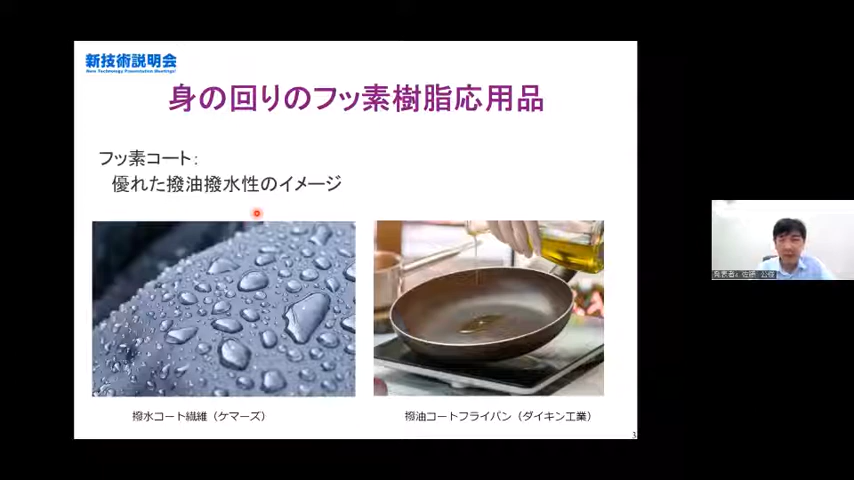 新技術説明会
New Technology Presentation Meetings!
身の回りのフッ素樹脂応用品
フッ素コート：
優れた撥油撥水性のイメージ
撥水コート繊維（ケマーズ）
撥油コートフライパン（ダイキン工業）
3